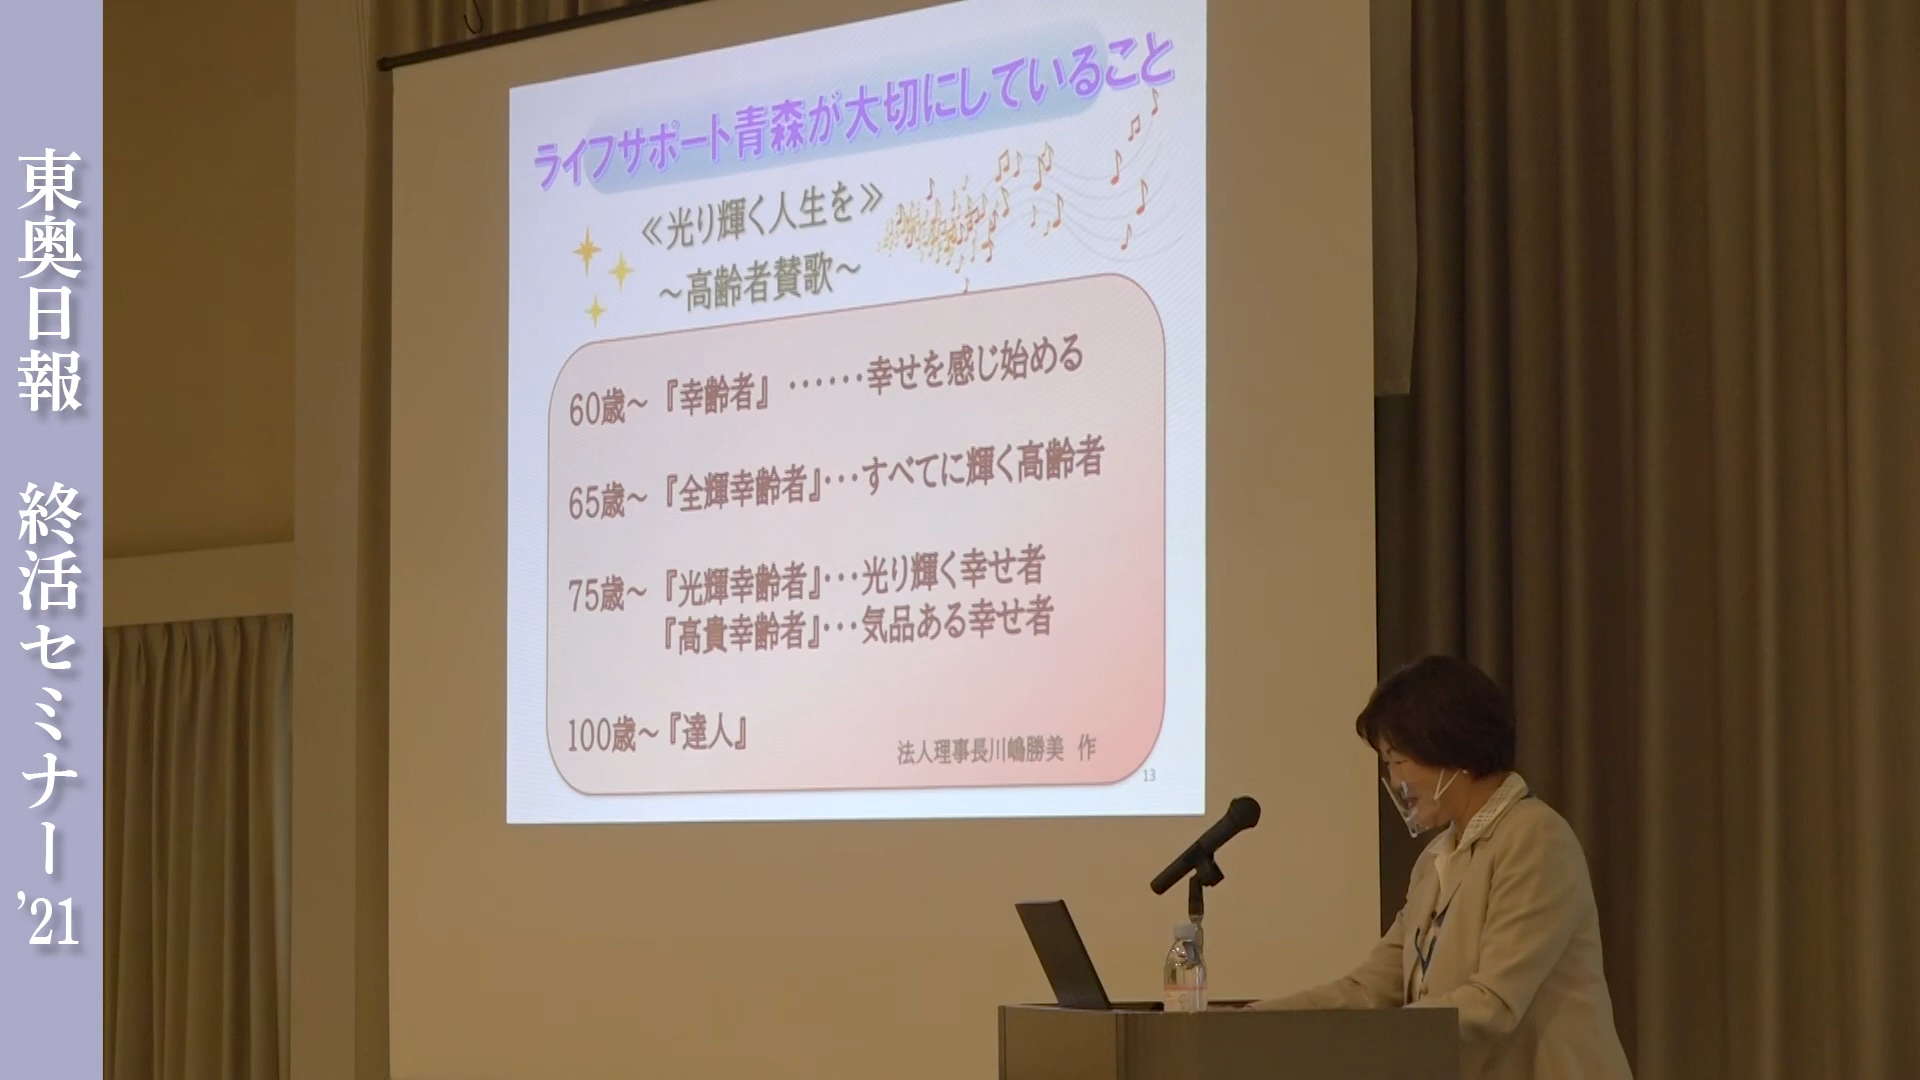 東奥日報 終活セミナー'21
ライフサポート青森が大切にしていること
≪光り輝く人生を≫
～高齢者賛歌～
60歳～『幸齢者』……幸せを感じ始める
65歳～『全輝幸齢者』…すべてに輝く高齢者
75歳～『光輝幸齢者』…光り輝く幸せ者
『高貴幸齢者』…気品ある幸せ者
100歳～『達人』
法人理事長川嶋勝美 作
13